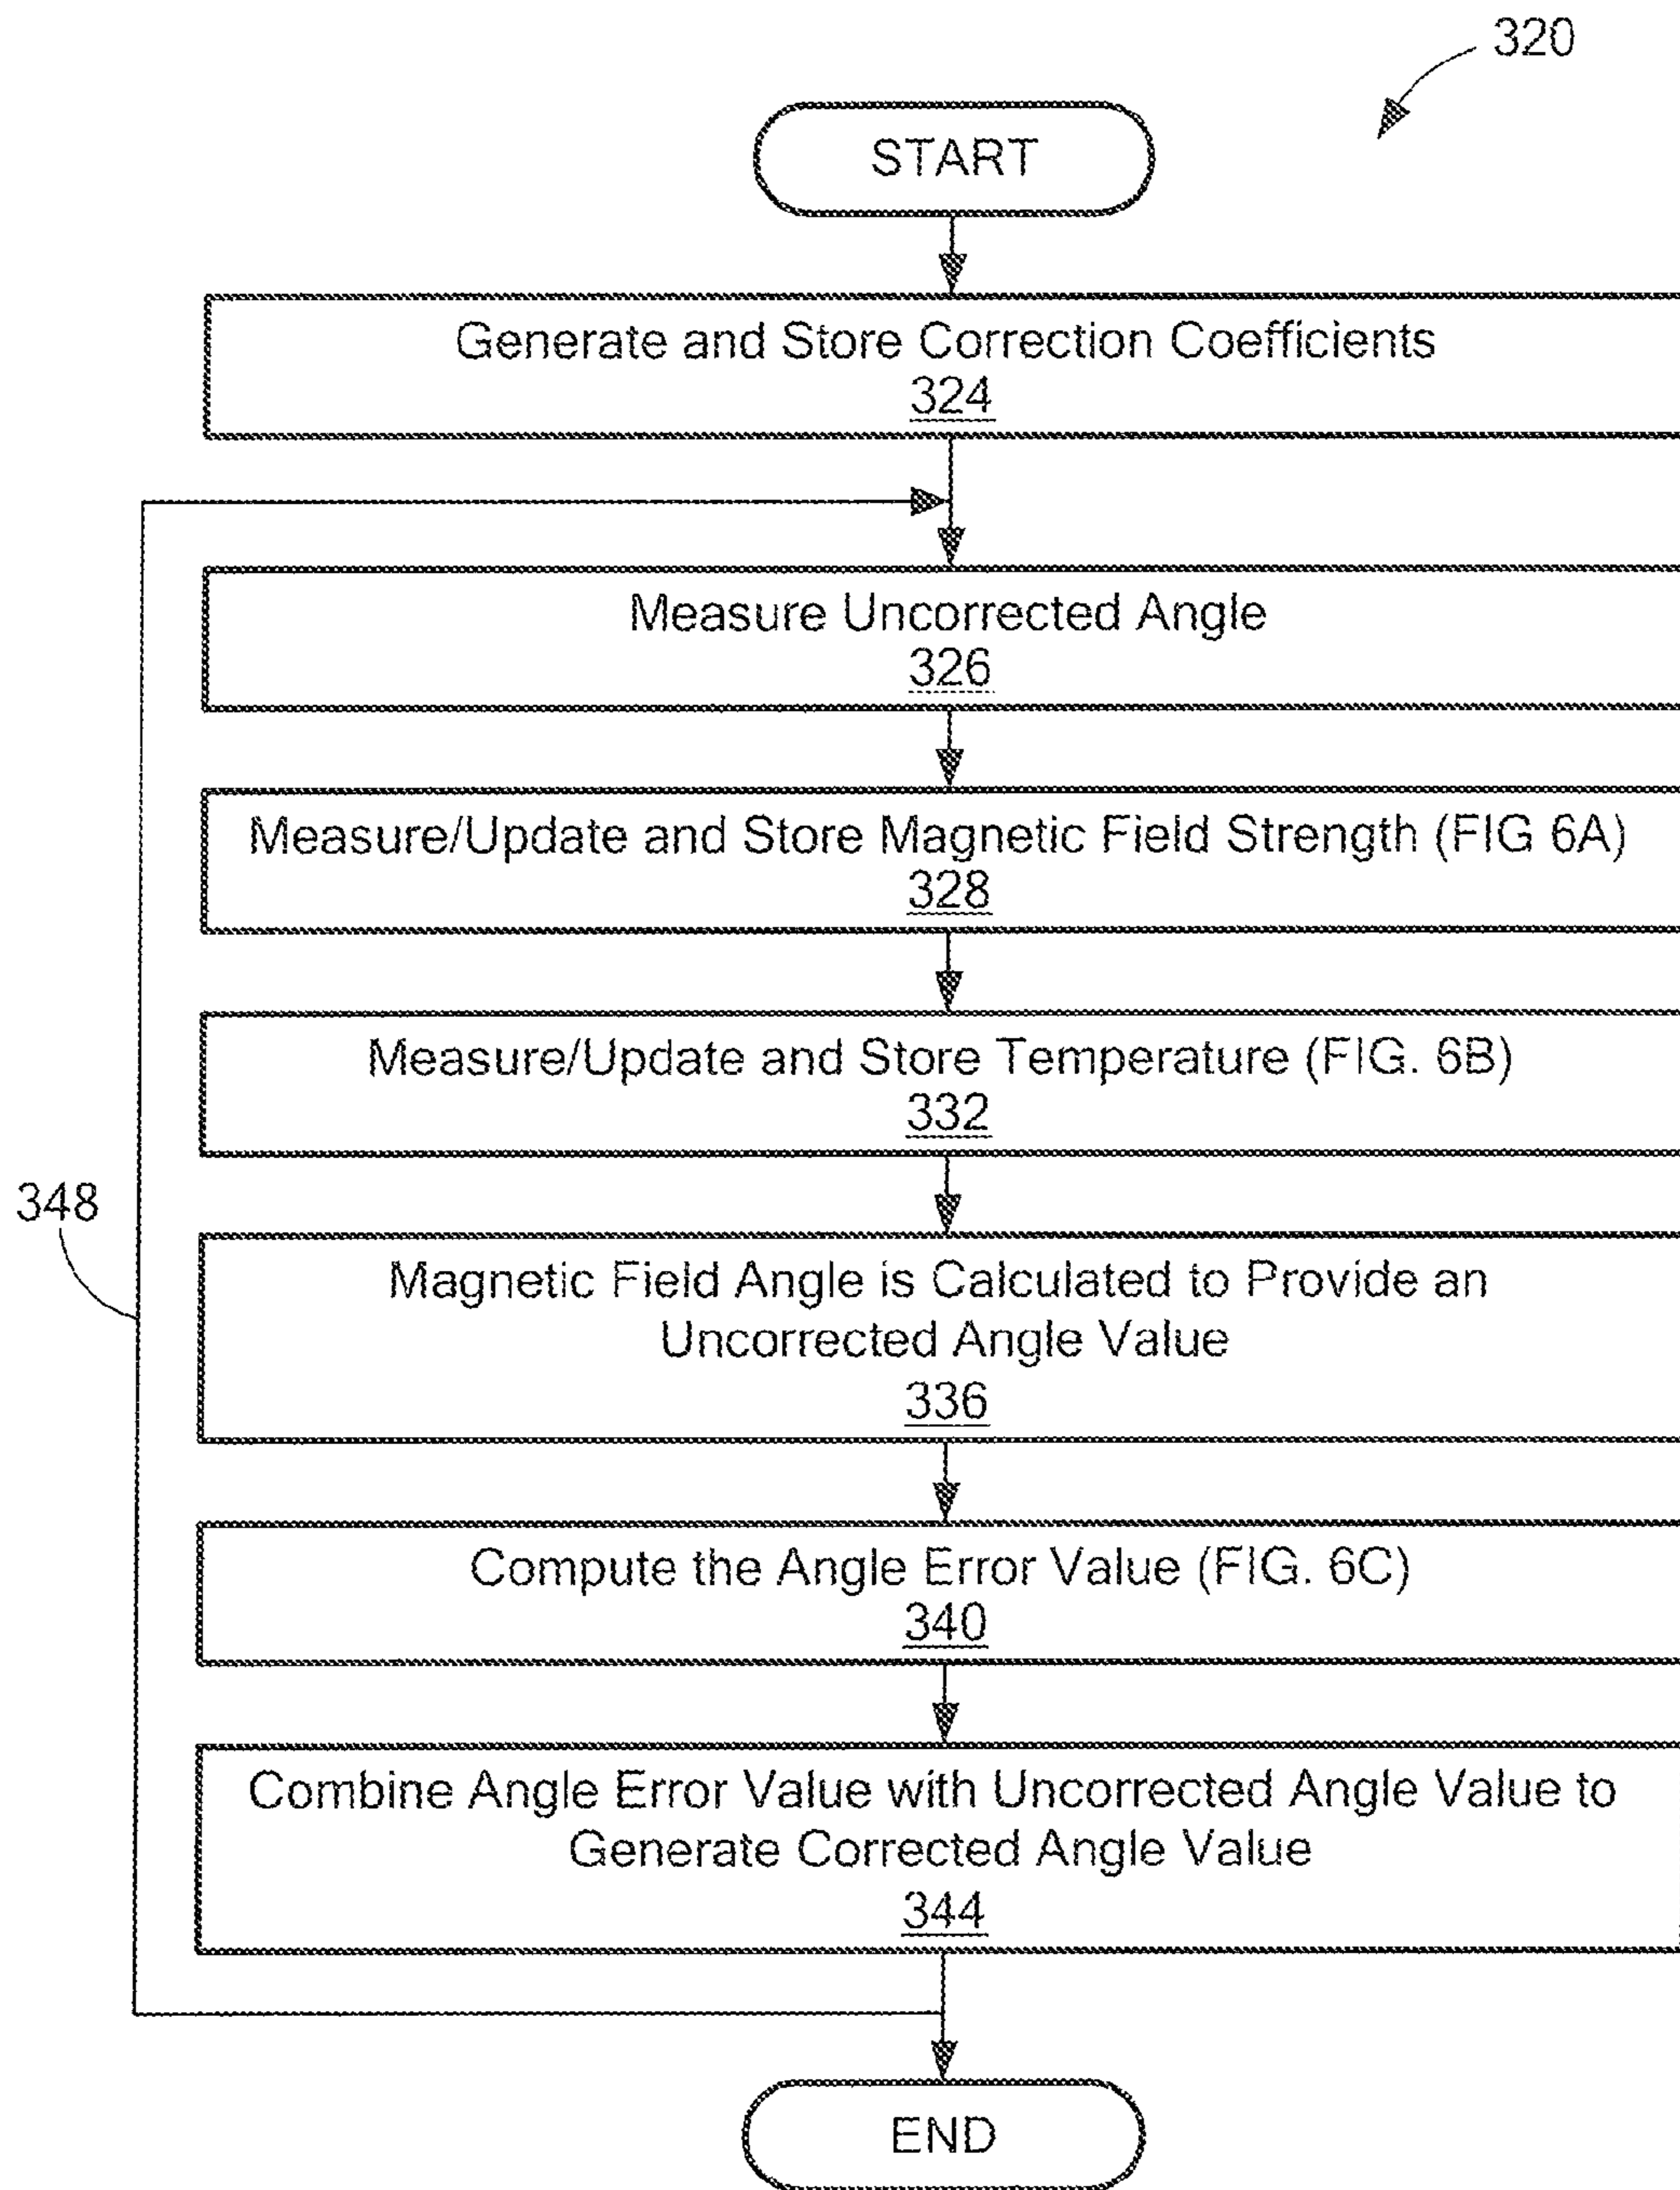 320
START
Generate and Store Correction Coefficients
324
Measure Uncorrected Angle
326
Measure/Update and Store Magnetic Field Strength (FIG 6A)
328
Measure/Update and Store Temperature (FIG. 6B)
332
348
Magnetic Field Angle is Calculated to Provide an
Uncorrected Angle Value
336
Compute the Angle Error Value (FIG. 6C)
340
Combine Angle Error Value with Uncorrected Angle Value to
Generate Corrected Angle Value
344
END